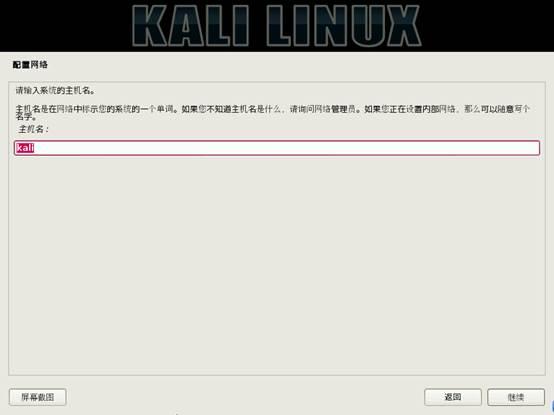 KALI LINUX
配置网络
请输入系统的主机名。
主机名是在网络中标示您的系统的一个单词。如果您不知道主机名是什么，请询问网络管理员。如果您正在设置内部网络，那么可以随意写个
名字。
主机名：
kali
屏幕截图
返回
继续